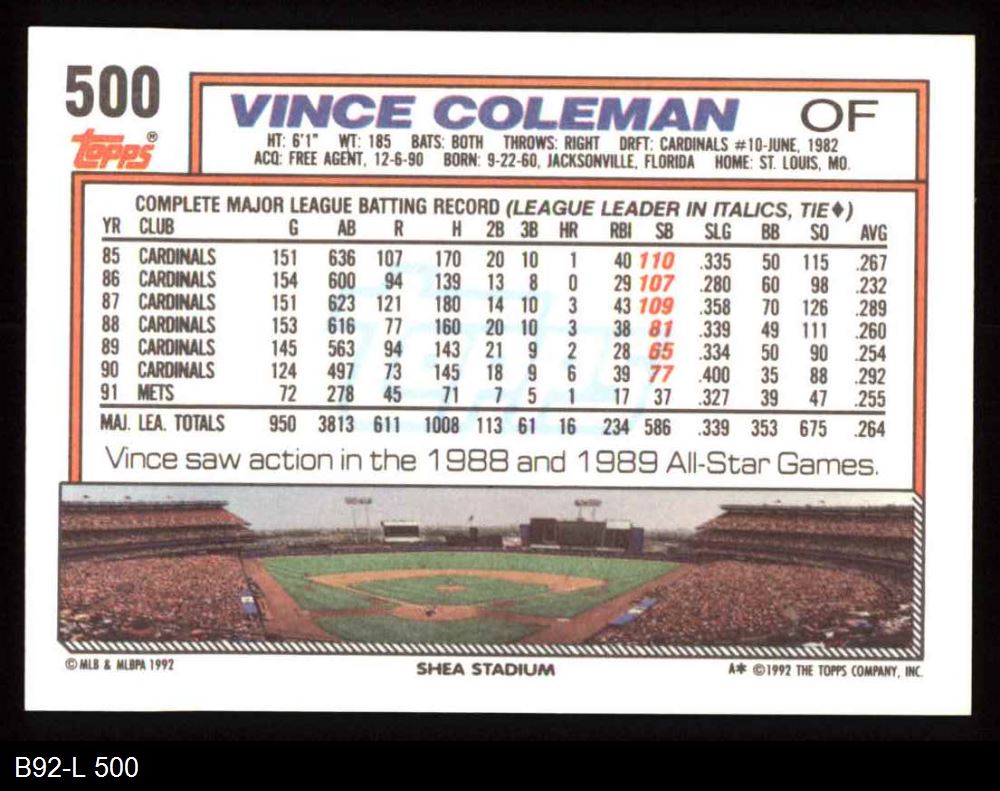 500
VINCE COLEMAN OF
Topps®
HT: 6'1" WT: 185 BATS: BOTH THROWS: RIGHT DRFT: CARDINALS #10-JUNE, 1982
ACQ: FREE AGENT, 12-6-90 BORN: 9-22-60, JACKSONVILLE, FLORIDA HOME: ST. LOUIS, MO.
COMPLETE MAJOR LEAGUE BATTING RECORD (LEAGUE LEADER IN ITALICS, TIE♦)
YR CLUB G AB R H 2B 3B HR RBI SB SLG BB SO AVG
85 CARDINALS 151 636 107 170 20 10 1 40 110 .335 50 115 .267
86 CARDINALS 154 600 94 139 13 8 0 29 107 .280 60 98 .232
87 CARDINALS 151 623 121 180 14 10 3 43 109 .358 70 126 .289
88 CARDINALS 153 616 77 160 20 10 3 38 81 .339 49 111 .260
89 CARDINALS 145 563 94 143 21 9 2 28 65 .334 50 90 .254
90 CARDINALS 124 497 73 145 18 9 6 39 77 .400 35 88 .292
91 METS 72 278 45 71 7 5 1 17 37 .327 39 47 .255
MAJ. LEA. TOTALS 950 3813 611 1008 113 61 16 234 586 .339 353 675 .264
Topps
Vince saw action in the 1988 and 1989 All-Star Games.
© MLB & MLBPA 1992
SHEA STADIUM
A* ©1992 THE TOPPS COMPANY, INC.
B92-L 500